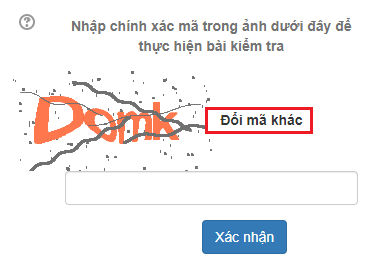 Nhập chính xác mã trong ảnh dưới đây để
thực hiện bài kiểm tra
Đổi mã khác
Xác nhận